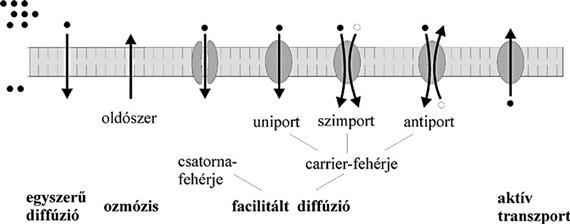 oldószer
uniport szimport antiport
csatorna-
fehérje
carrier-fehérje
egyszerű
diffúzió
ozmózis
facilitált diffúzió
aktív
transzport